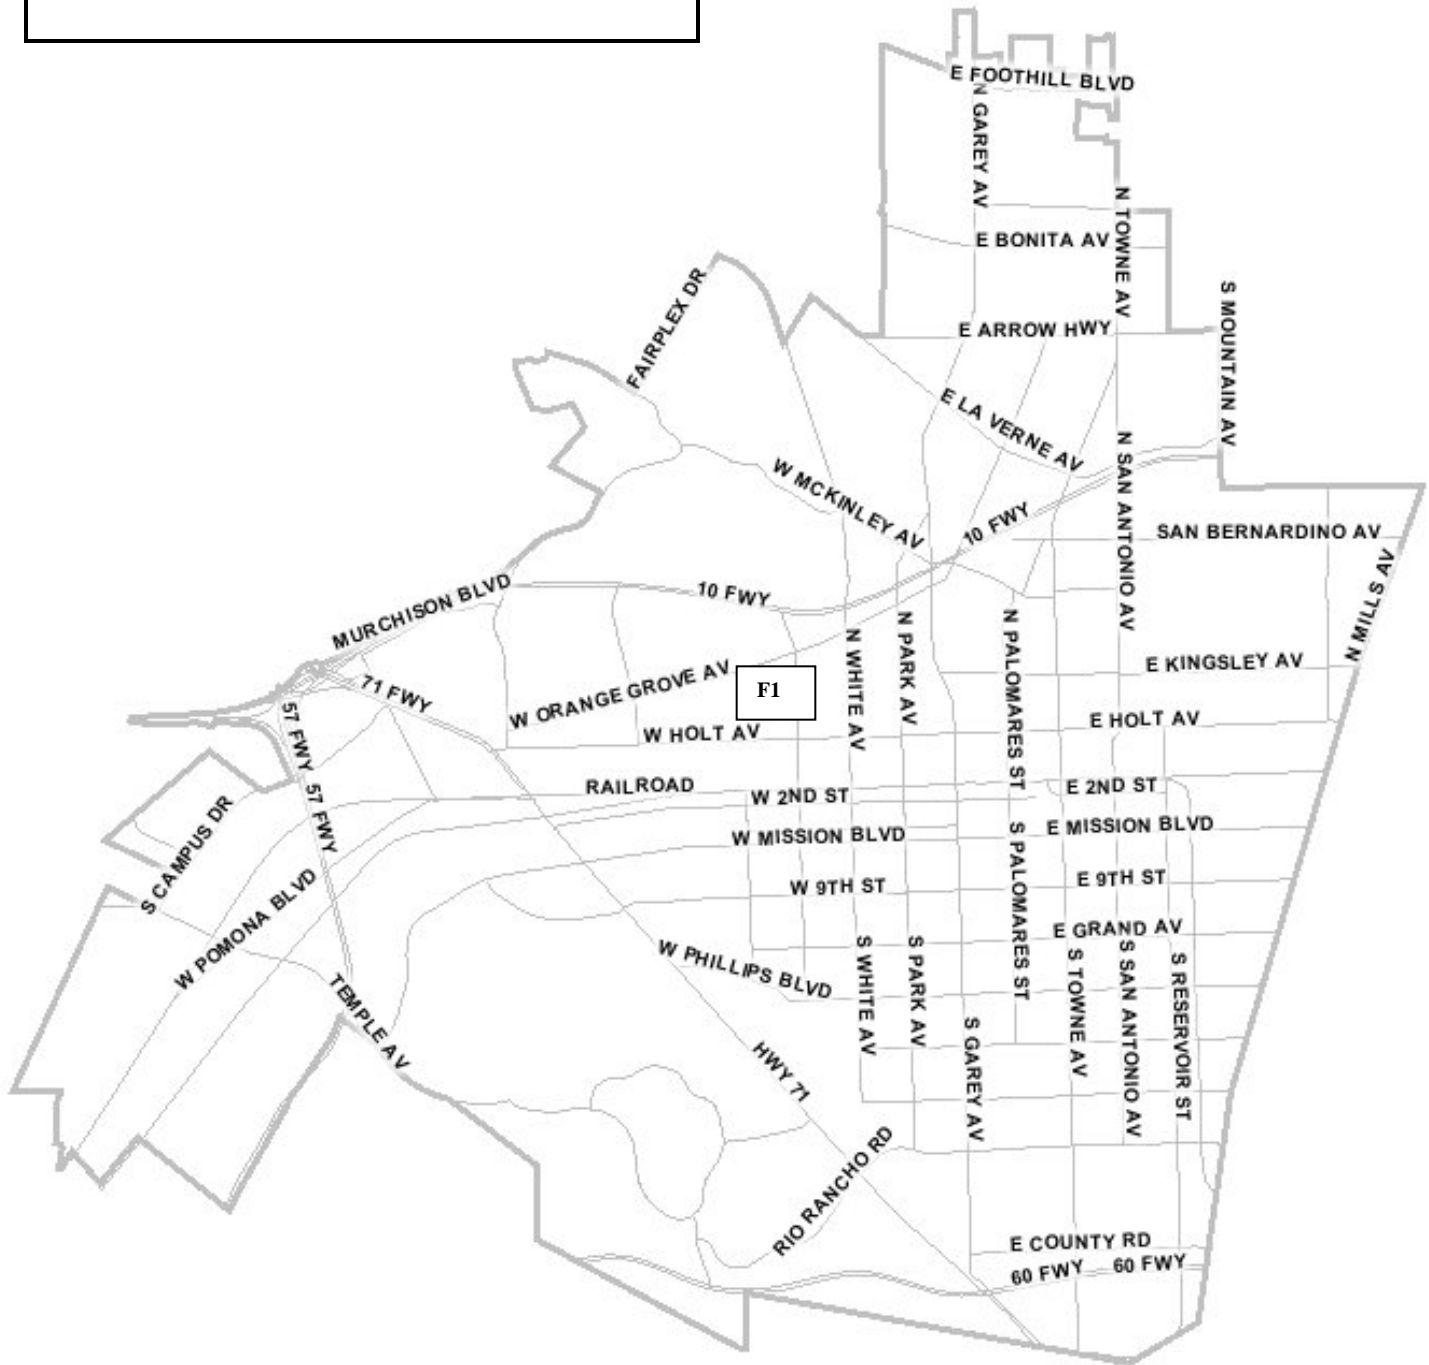 E FOOTHILL BLVD
N GAREY AV
N TOWNE AV
E BONITA AV
S MOUNTAIN AV
FAIRPLEX DR
E ARROW HWY
E LA VERNE AV
N SAN ANTONIO AV
W MCKINLEY AV
10 FWY
SAN BERNARDINO AV
N MILLS AV
MURCHISON BLVD
10 FWY
N WHITE AV
N PARK AV
N PALOMARES ST
E KINGSLEY AV
71 FWY
W ORANGE GROVE AV
F1
57 FWY
W HOLT AV
E HOLT AV
57 FWY
RAILROAD
W 2ND ST
E 2ND ST
S CAMPUS DR
W MISSION BLVD
E MISSION BLVD
S PALOMARES ST
W POMONA BLVD
W 9TH ST
E 9TH ST
E GRAND AV
W PHILLIPS BLVD
S WHITE AV
S PARK AV
S TOWNE AV
S SAN ANTONIO AV
S RESERVOIR ST
TEMPLE AV
HWY 71
S GAREY AV
RIO RANCHO RD
E COUNTY RD
60 FWY
60 FWY